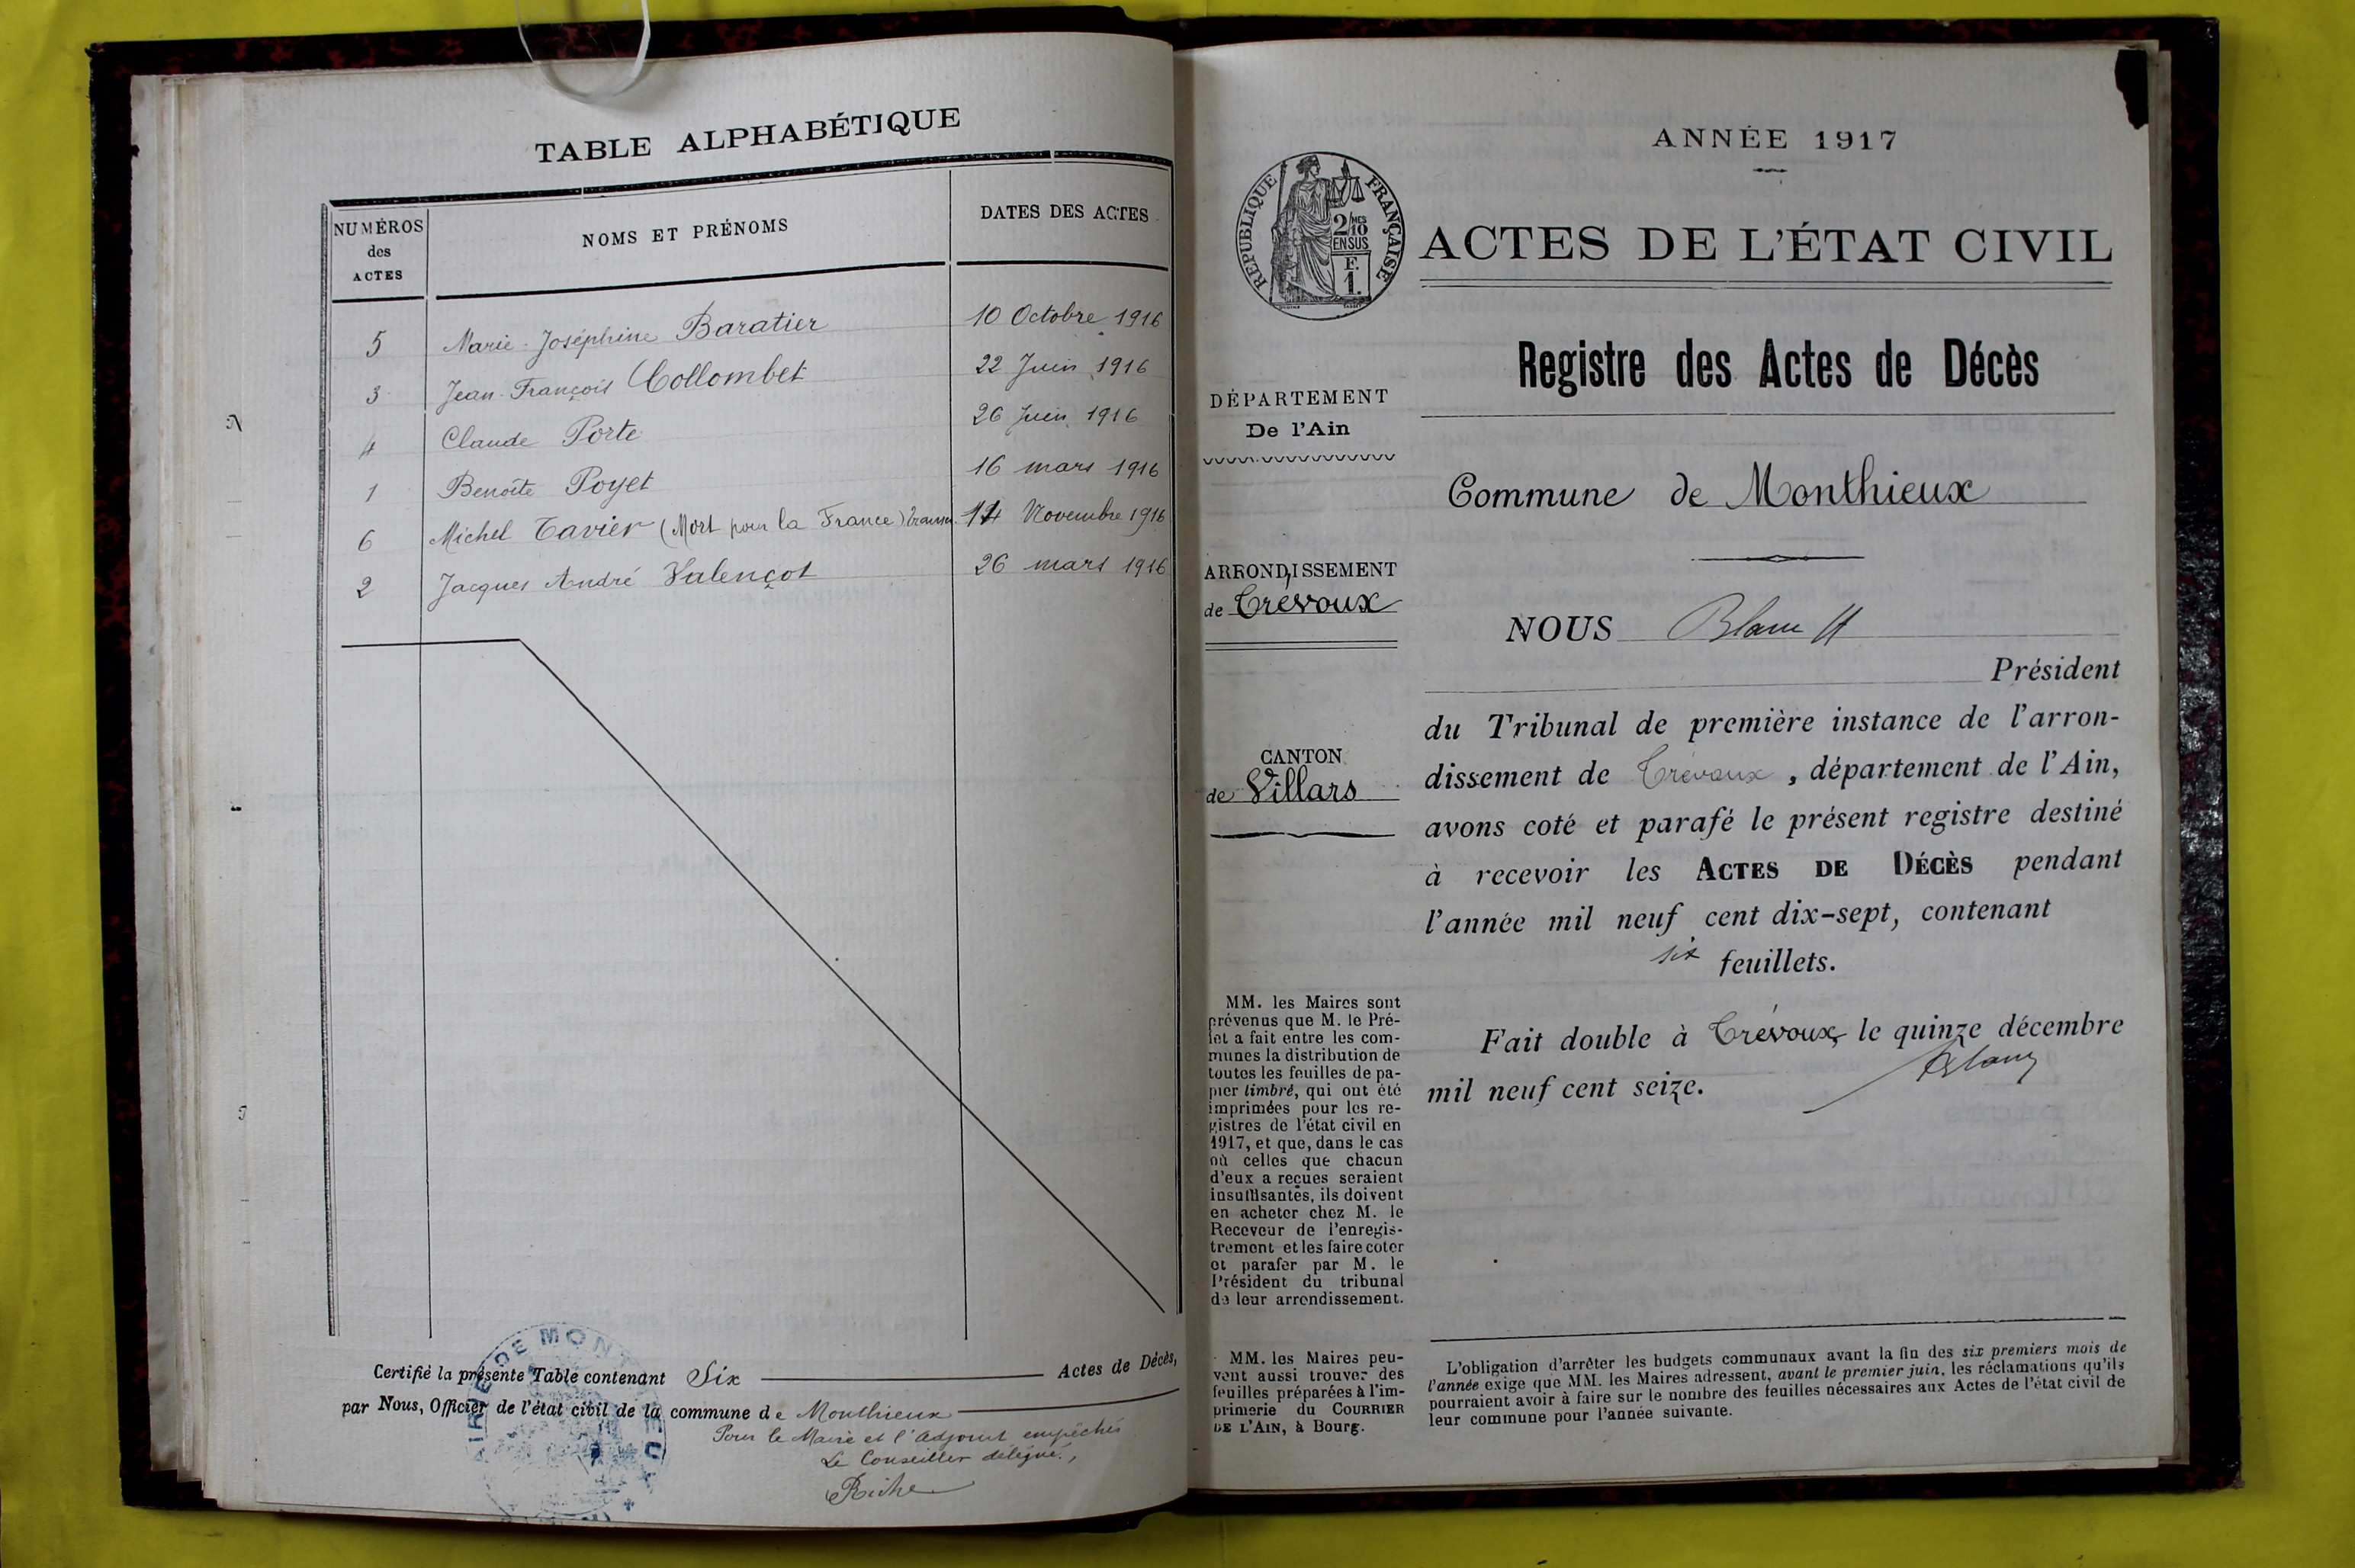 TABLE ALPHABÉTIQUE
NUMÉROS des ACTES NOMS ET PRÉNOMS DATES DES ACTES
5 Marie-Joséphine Baratier 10 Octobre 1916
3 Jean-François Collombet 22 Juin 1916
4 Claude Porte 26 Juin 1916
1 Benoîte Poyet 16 mars 1916
6 Michel Tavier (Mort pour la France) 14 Novembre 1916
2 Jacques André Valençot 26 mars 1916
Certifié la présente Table contenant Six Actes de Décès,
par Nous, Officier de l'état civil de la commune de Monthieux
Pour le Maire et l'adjoint empêchés
Le Conseiller délégué,
Riche
MAIRIE DE MONTHIEUX
ANNÉE 1917
RÉPUBLIQUE FRANÇAISE
2/10
MES
EN SUS
F.
1.
ACTES DE L'ÉTAT CIVIL
Registre des Actes de Décès
DÉPARTEMENT
De l'Ain
ARRONDISSEMENT
de Trévoux
CANTON
de Villars
MM. les Maires sont
prévenus que M. le Pré-
fet a fait entre les com-
munes la distribution de
toutes les feuilles de pa-
pier timbré, qui ont été
imprimées pour les re-
gistres de l'état civil en
1917, et que, dans le cas
où celles que chacun
d'eux a reçues seraient
insuffisantes, ils doivent
en acheter chez M. le
Receveur de l'enregis-
trement et les faire coter
et parafer par M. le
Président du tribunal
de leur arrondissement.
MM. les Maires peu-
vent aussi trouver des
feuilles préparées à l'im-
primerie du COURRIER
DE L'AIN, à Bourg.
Commune de Monthieux
NOUS
Président
du Tribunal de première instance de l'arron-
dissement de Trévoux, département de l'Ain,
avons coté et parafé le présent registre destiné
à recevoir les ACTES DE DÉCÈS pendant
l'année mil neuf cent dix-sept, contenant
six feuillets.
Fait double à Trévoux, le quinze décembre
mil neuf cent seize.
L'obligation d'arrêter les budgets communaux avant la fin des six premiers mois de
l'année exige que MM. les Maires adressent, avant le premier juin, les réclamations qu'ils
pourraient avoir à faire sur le nombre des feuilles nécessaires aux Actes de l'état civil de
leur commune pour l'année suivante.